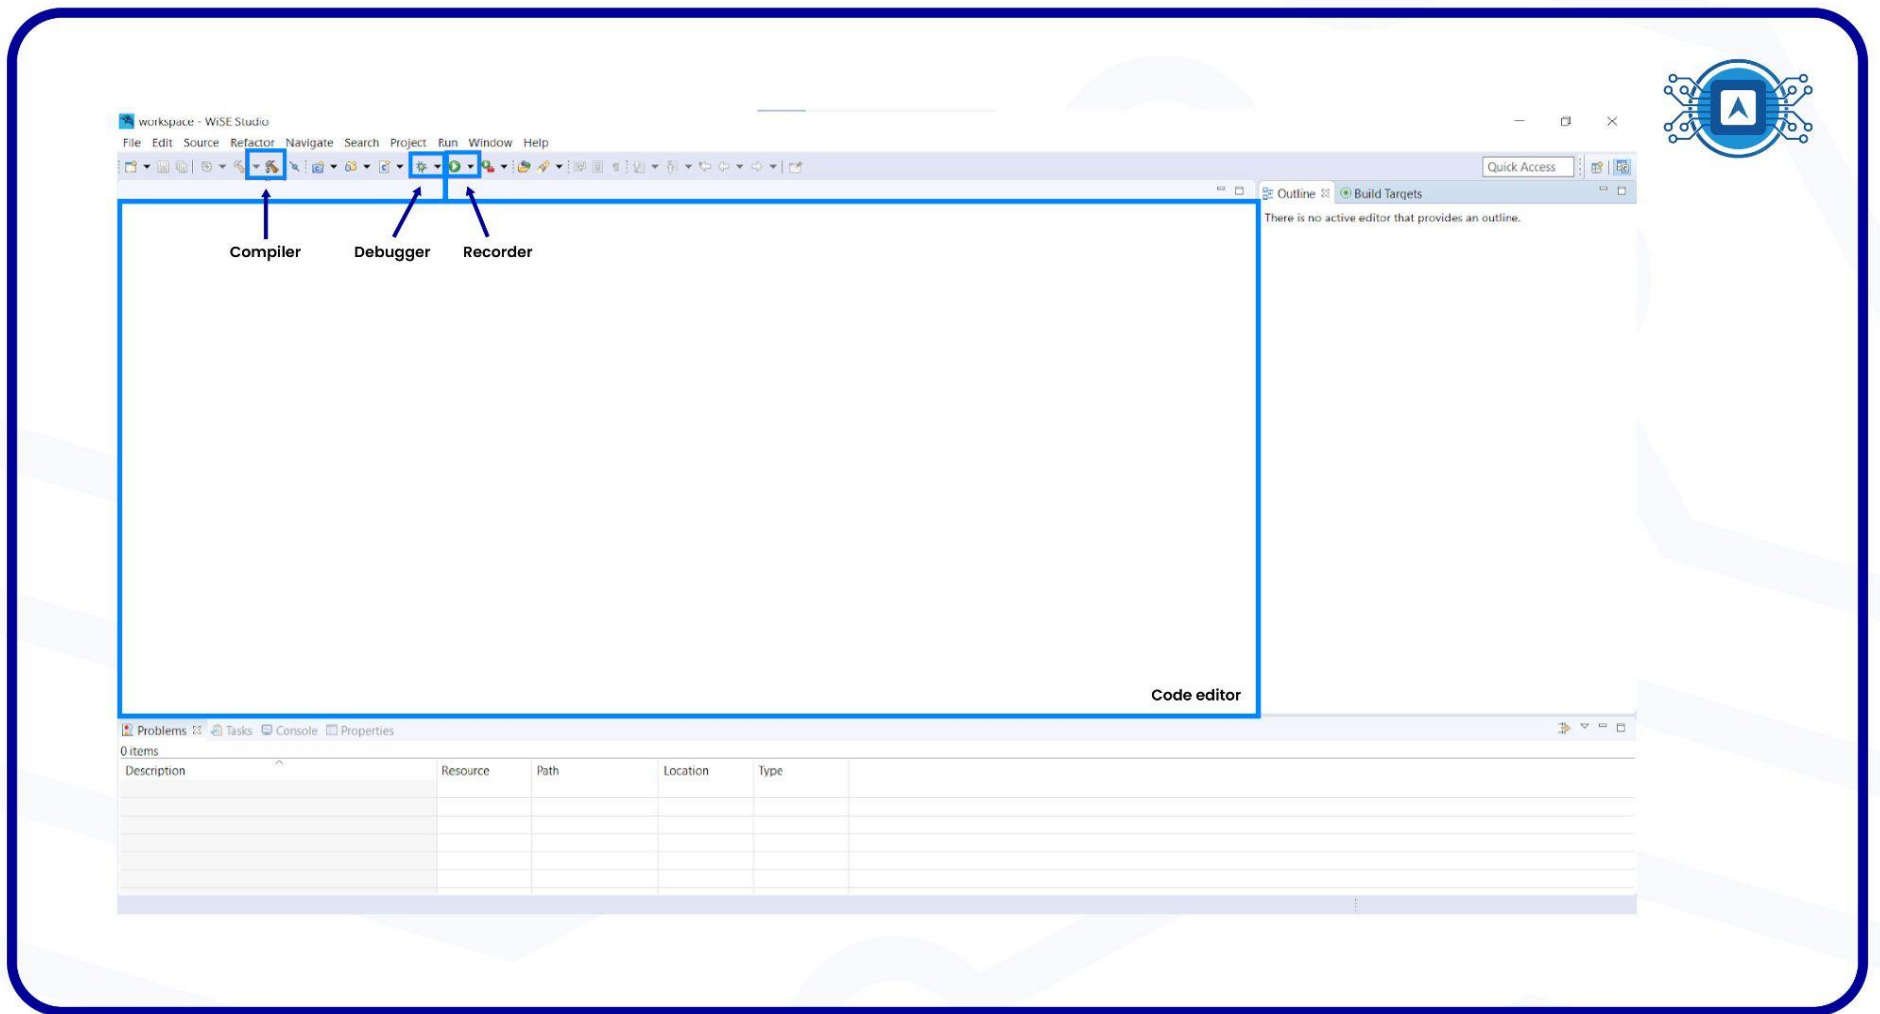 workspace - WiSE Studio
File Edit Source Refactor Navigate Search Project Run Window Help
Quick Access
Outline Build Targets
There is no active editor that provides an outline.
Compiler Debugger Recorder
Code editor
Problems Tasks Console Properties
0 items
Description Resource Path Location Type